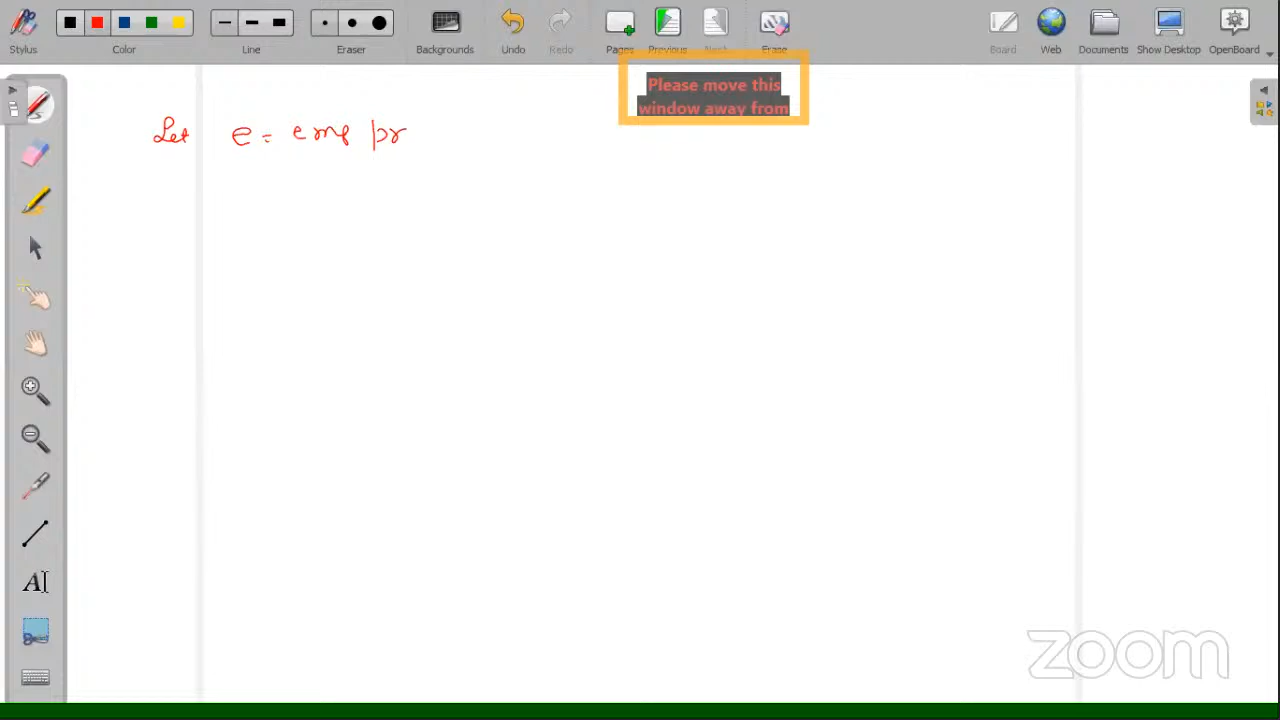 Stylus Color Line Eraser Backgrounds Undo Redo Pages Previous Erase Board Web Documents Show Desktop OpenBoard
Please move this
window away from
Let e = emf pr
A
zoom